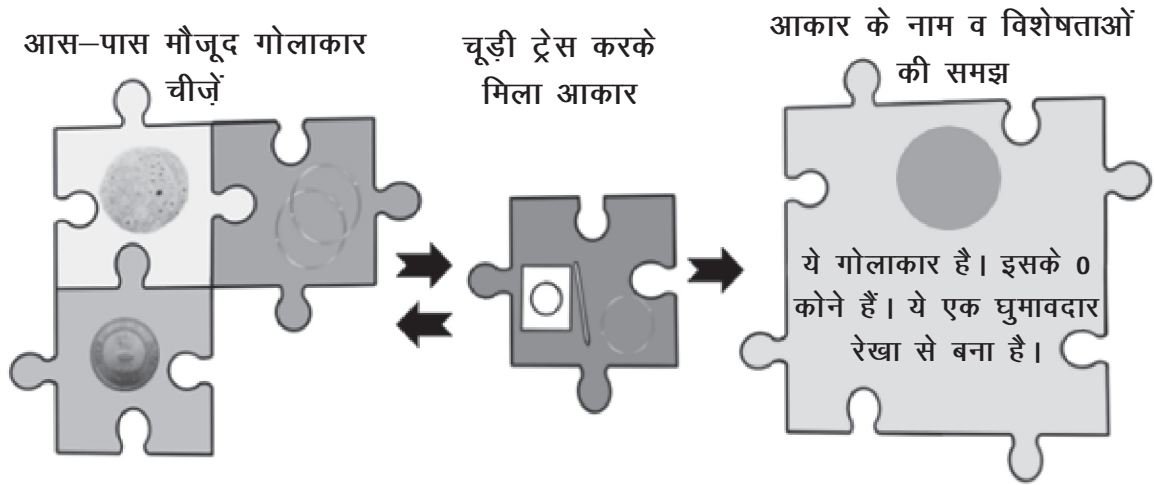 आस–पास मौजूद गोलाकार
चीज़ें
चूड़ी ट्रेस करके
मिला आकार
आकार के नाम व विशेषताओं
की समझ
ये गोलाकार है। इसके 0
कोने हैं। ये एक घुमावदार
रेखा से बना है।